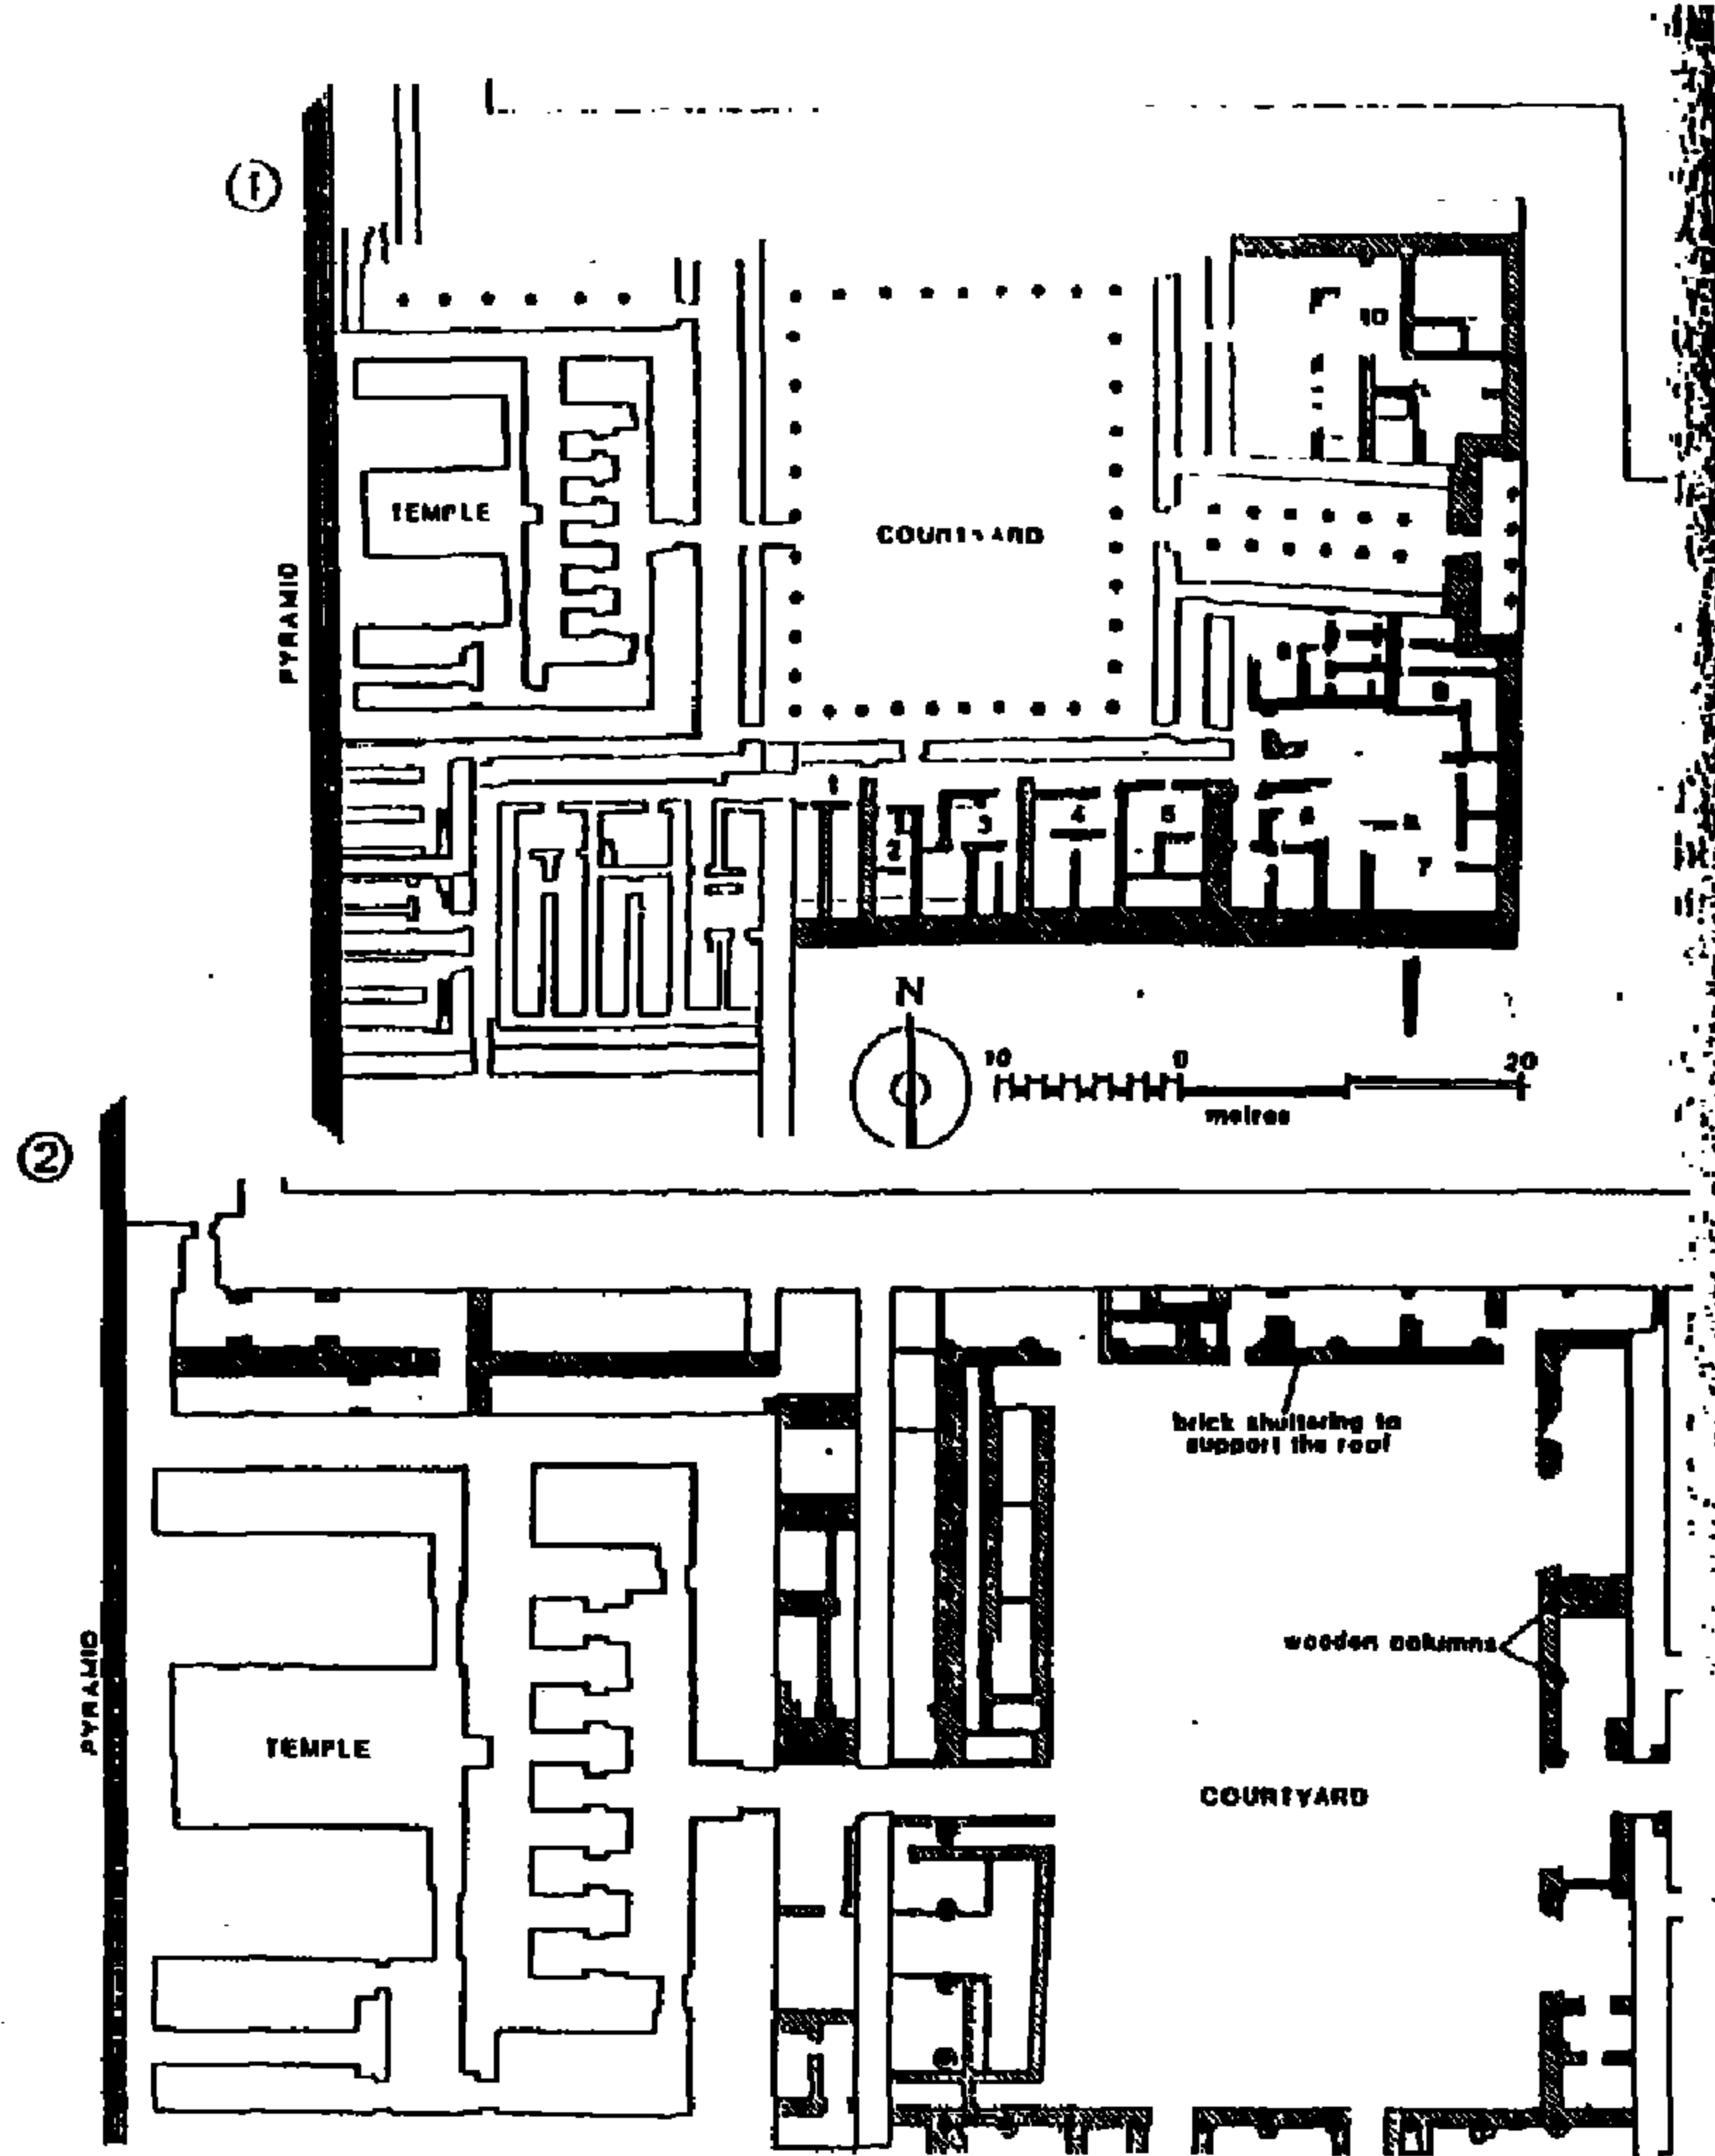 1
10
TEMPLE
COURTYARD
PYRAMID
9
8
1
2
3
4
5
6
7
N
10 0 20
metres
2
brick shuttering to
support the roof
wooden columns
PYRAMID
TEMPLE
COURTYARD